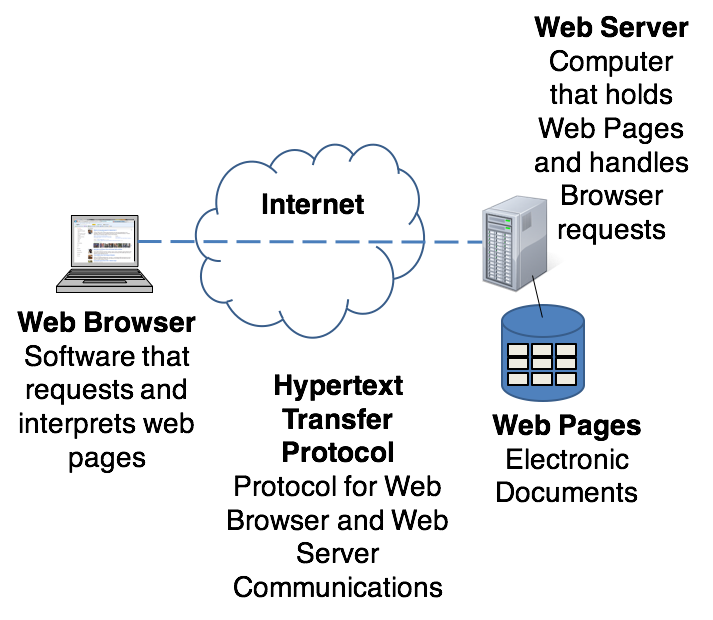 Web Server
Computer
that holds
Web Pages
and handles
Browser
requests
Internet
Web Browser
Software that
requests and
interprets web
pages
Hypertext
Transfer
Protocol
Protocol for Web
Browser and Web
Server
Communications
Web Pages
Electronic
Documents